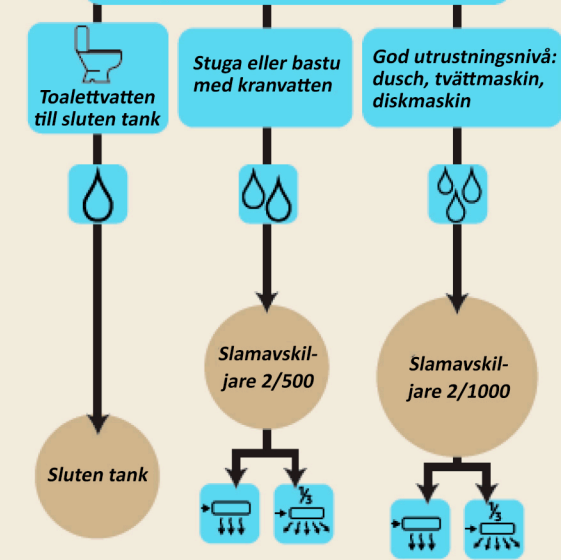 Toalettvatten
till sluten tank
Stuga eller bastu
med kranvatten
God utrustningsnivå:
dusch, tvättmaskin,
diskmaskin
Slamavskil-
jare 2/500
Slamavskil-
jare 2/1000
Sluten tank
⅓
⅓